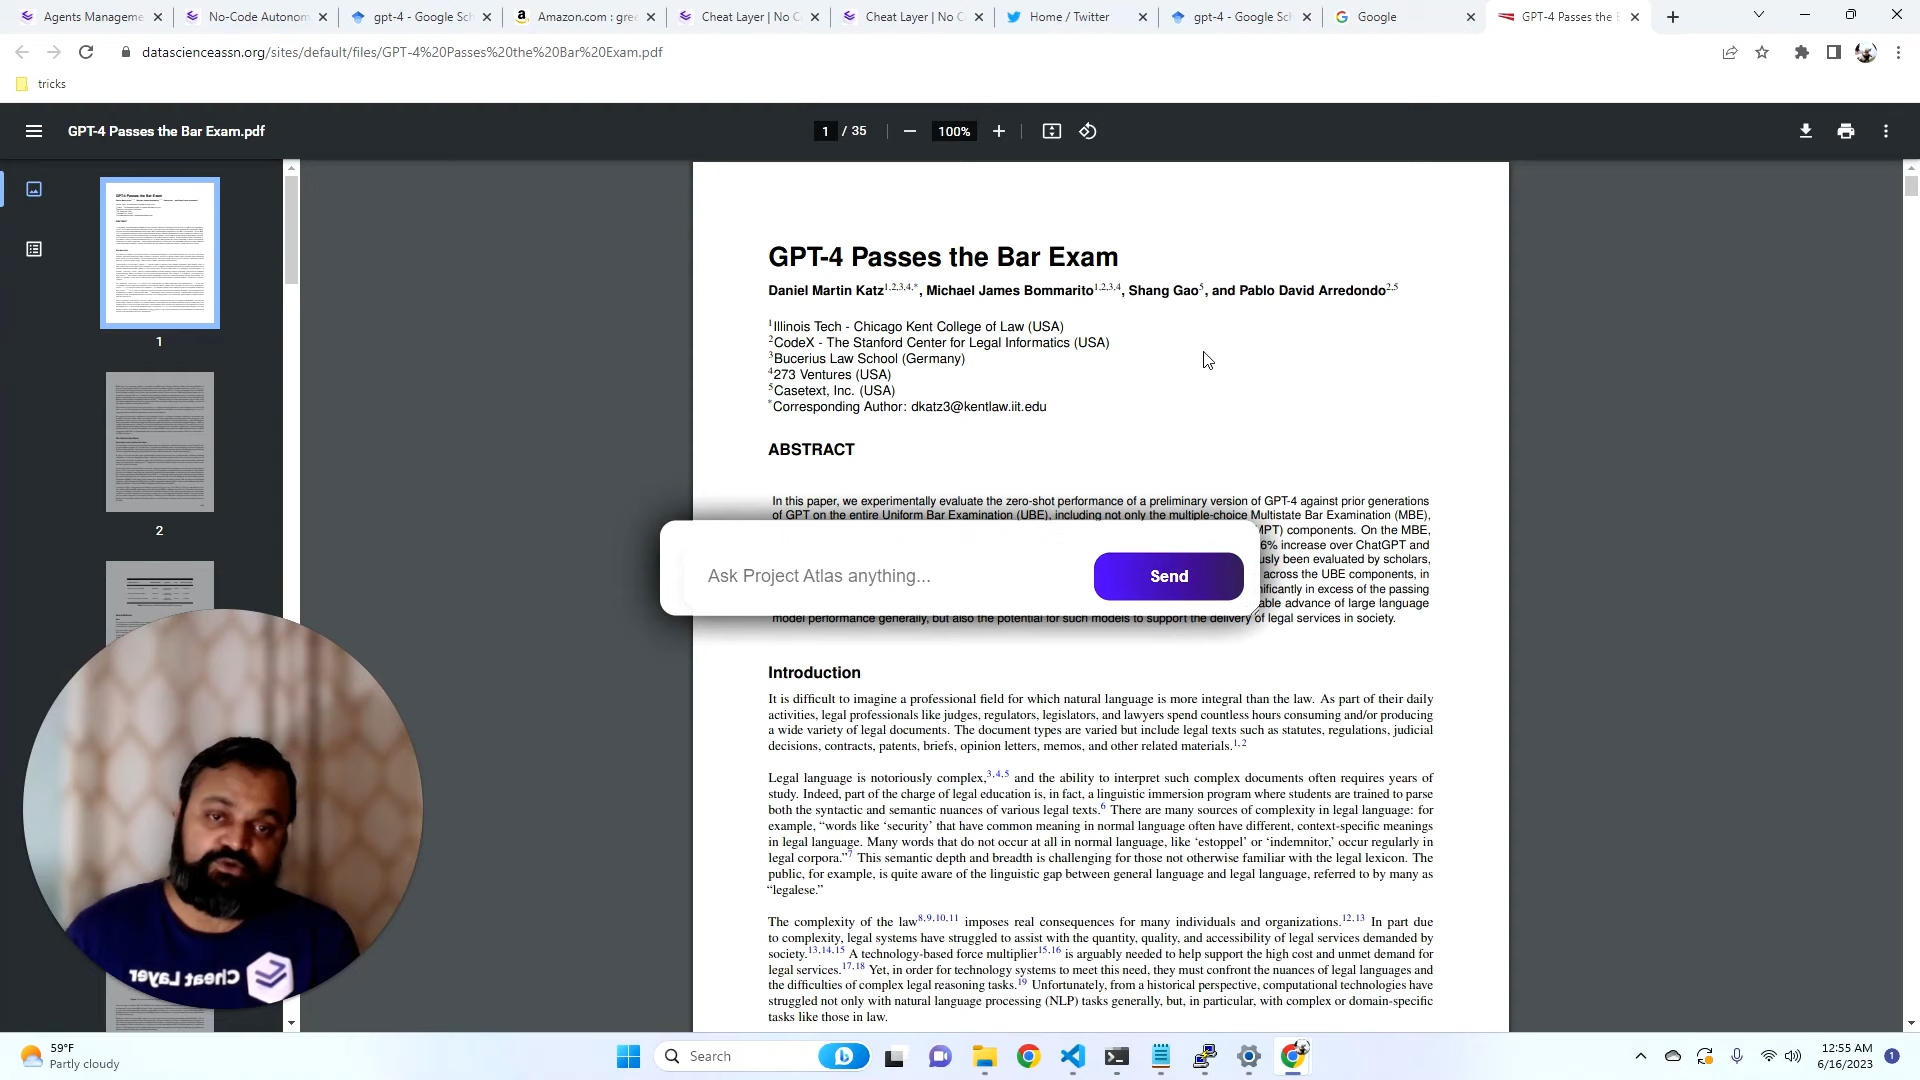 Agents Manageme
No-Code Autonom
gpt-4 - Google Sch
Amazon.com : gre
Cheat Layer | No C
Cheat Layer | No C
Home / Twitter
gpt-4 - Google Sch
Google
GPT-4 Passes the B
datascienceassn.org/sites/default/files/GPT-4%20Passes%20the%20Bar%20Exam.pdf
tricks
GPT-4 Passes the Bar Exam.pdf
1 / 35
100%
1
2
GPT-4 Passes the Bar Exam
Daniel Martin Katz1,2,3,4,*, Michael James Bommarito1,2,3,4, Shang Gao5, and Pablo David Arredondo2,5
1Illinois Tech - Chicago Kent College of Law (USA)
2CodeX - The Stanford Center for Legal Informatics (USA)
3Bucerius Law School (Germany)
4273 Ventures (USA)
5Casetext, Inc. (USA)
*Corresponding Author: dkatz3@kentlaw.iit.edu
ABSTRACT
In this paper, we experimentally evaluate the zero-shot performance of a preliminary version of GPT-4 against prior generations
of GPT on the entire Uniform Bar Examination (UBE), including not only the multiple-choice Multistate Bar Examination (MBE),
MPT) components. On the MBE,
6% increase over ChatGPT and
usly been evaluated by scholars,
across the UBE components, in
nificantly in excess of the passing
able advance of large language
model performance generally, but also the potential for such models to support the delivery of legal services in society.
Ask Project Atlas anything...
Send
Introduction
It is difficult to imagine a professional field for which natural language is more integral than the law. As part of their daily
activities, legal professionals like judges, regulators, legislators, and lawyers spend countless hours consuming and/or producing
a wide variety of legal documents. The document types are varied but include legal texts such as statutes, regulations, judicial
decisions, contracts, patents, briefs, opinion letters, memos, and other related materials.1,2
Legal language is notoriously complex,3,4,5 and the ability to interpret such complex documents often requires years of
study. Indeed, part of the charge of legal education is, in fact, a linguistic immersion program where students are trained to parse
both the syntactic and semantic nuances of various legal texts.6 There are many sources of complexity in legal language: for
example, “words like ‘security’ that have common meaning in normal language often have different, context-specific meanings
in legal language. Many words that do not occur at all in normal language, like ‘estoppel’ or ‘indemnitor,’ occur regularly in
legal corpora.”7 This semantic depth and breadth is challenging for those not otherwise familiar with the legal lexicon. The
public, for example, is quite aware of the linguistic gap between general language and legal language, referred to by many as
“legalese.”
The complexity of the law8,9,10,11 imposes real consequences for many individuals and organizations.12,13 In part due
to complexity, legal systems have struggled to assist with the quantity, quality, and accessibility of legal services demanded by
society.13,14,15 A technology-based force multiplier15,16 is arguably needed to help support the high cost and unmet demand for
legal services.17,18 Yet, in order for technology systems to meet this need, they must confront the nuances of legal languages and
the difficulties of complex legal reasoning tasks.19 Unfortunately, from a historical perspective, computational technologies have
struggled not only with natural language processing (NLP) tasks generally, but, in particular, with complex or domain-specific
tasks like those in law.
Cheat Layer
59°F
Partly cloudy
Search
12:55 AM
6/16/2023
1